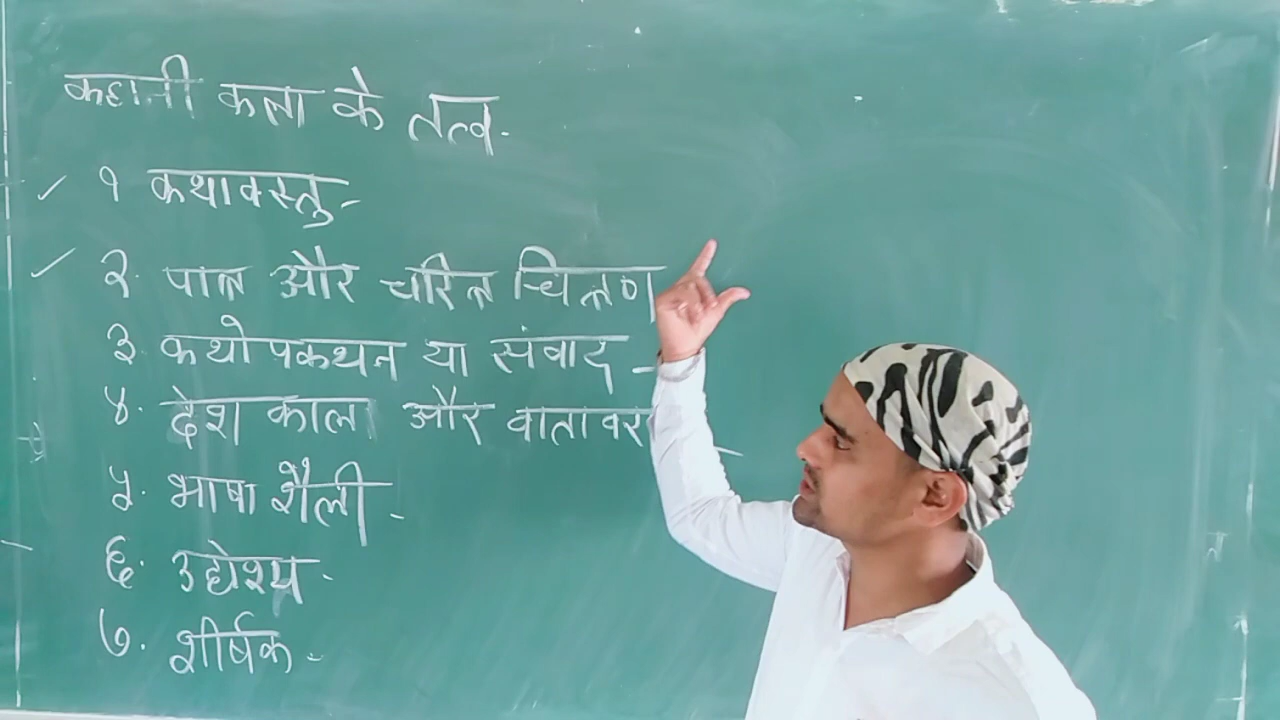 कहानी कला के तत्व-
१ कथावस्तु-
२. पात्र और चरित्र चित्रण
३. कथोपकथन या संवाद -
४. देश काल और वातावर
५. भाषा शैली -
६. उद्येश्य -
७. शीर्षक -